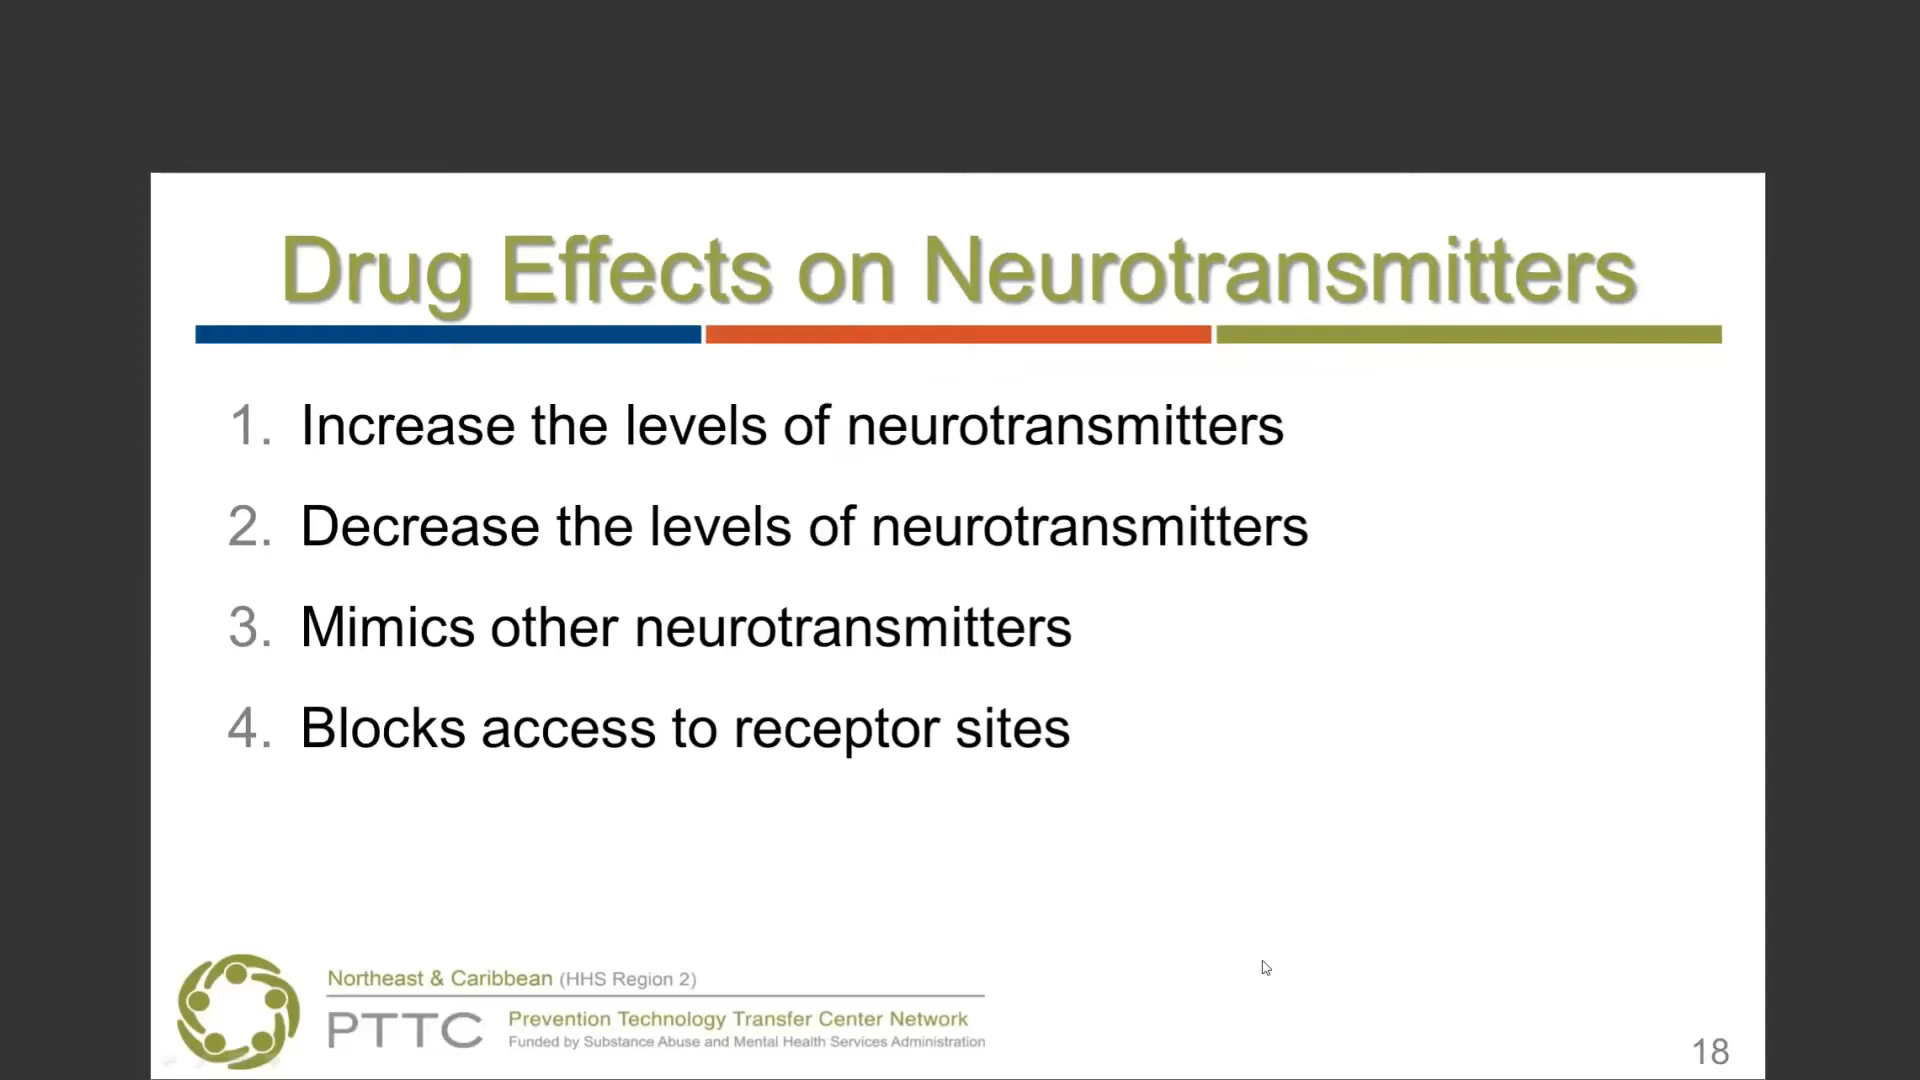 Drug Effects on Neurotransmitters
1. Increase the levels of neurotransmitters
2. Decrease the levels of neurotransmitters
3. Mimics other neurotransmitters
4. Blocks access to receptor sites
Northeast & Caribbean (HHS Region 2)
PTTC
Prevention Technology Transfer Center Network
Funded by Substance Abuse and Mental Health Services Administration
18